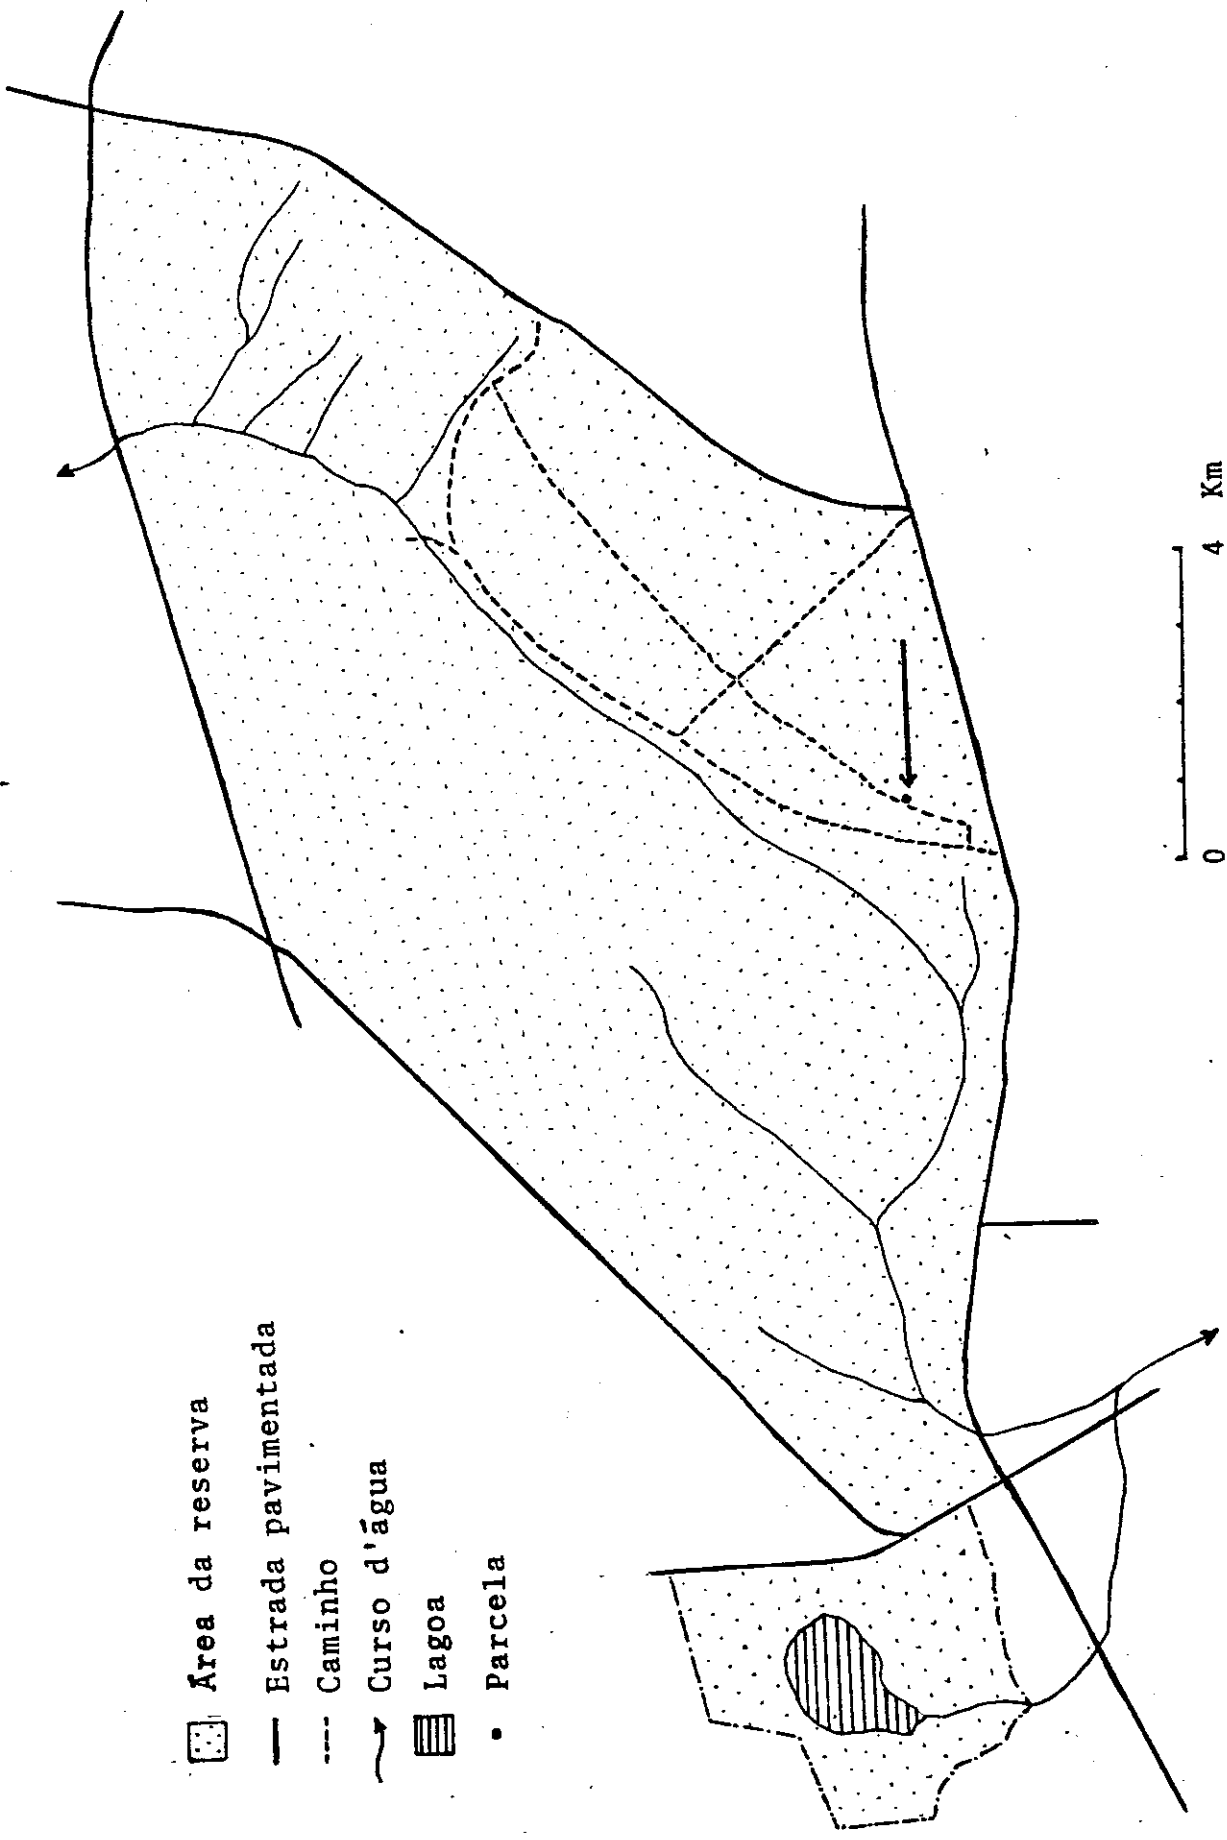 Área da reserva
Estrada pavimentada
Caminho
Curso d'água
Lagoa
Parcela
0 4 Km